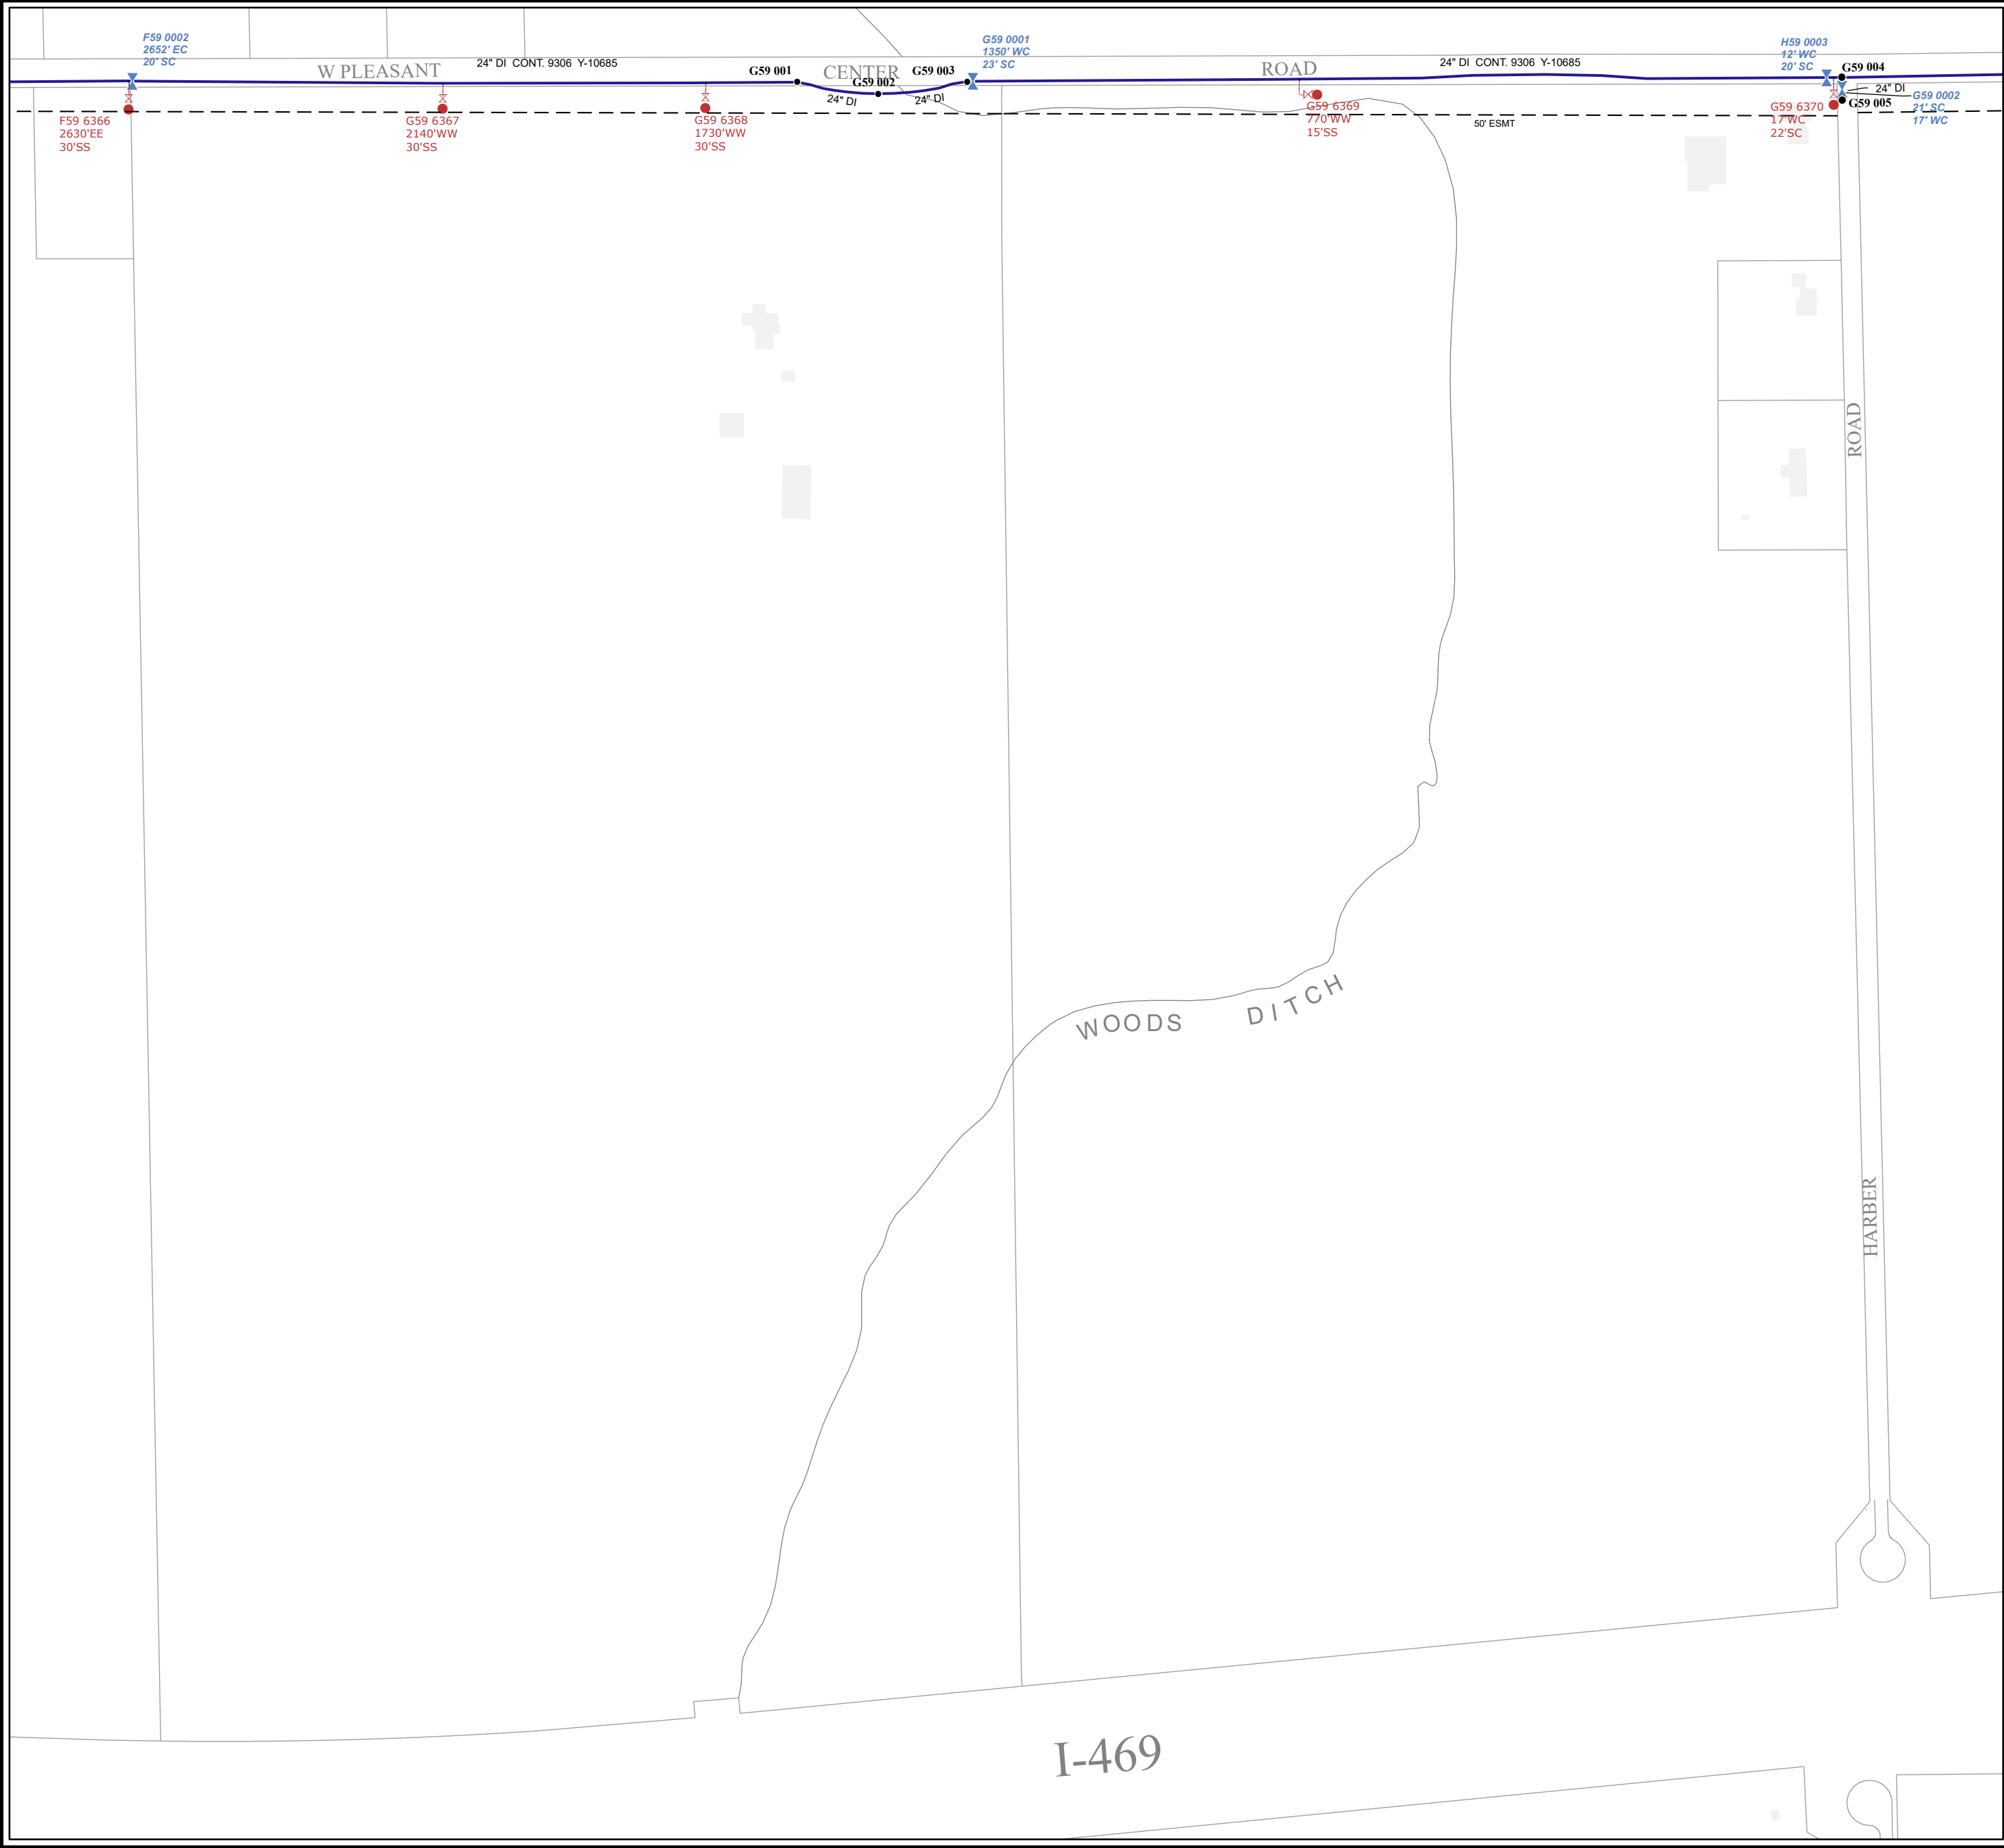 F59 0002
2652' EC
20' SC
W PLEASANT
24" DI CONT. 9306 Y-10685
G59 001
CENTER
G59 002
G59 003
24" DI
24" DI
G59 0001
1350' WC
23' SC
ROAD
24" DI CONT. 9306 Y-10685
H59 0003
12' WC
20' SC
G59 004
24" DI
G59 005
G59 0002
21' SC
17' WC
F59 6366
2630'EE
30'SS
G59 6367
2140'WW
30'SS
G59 6368
1730'WW
30'SS
G59 6369
770'WW
15'SS
50' ESMT
G59 6370
17'WC
22'SC
ROAD
WOODS DITCH
HARBER
I-469